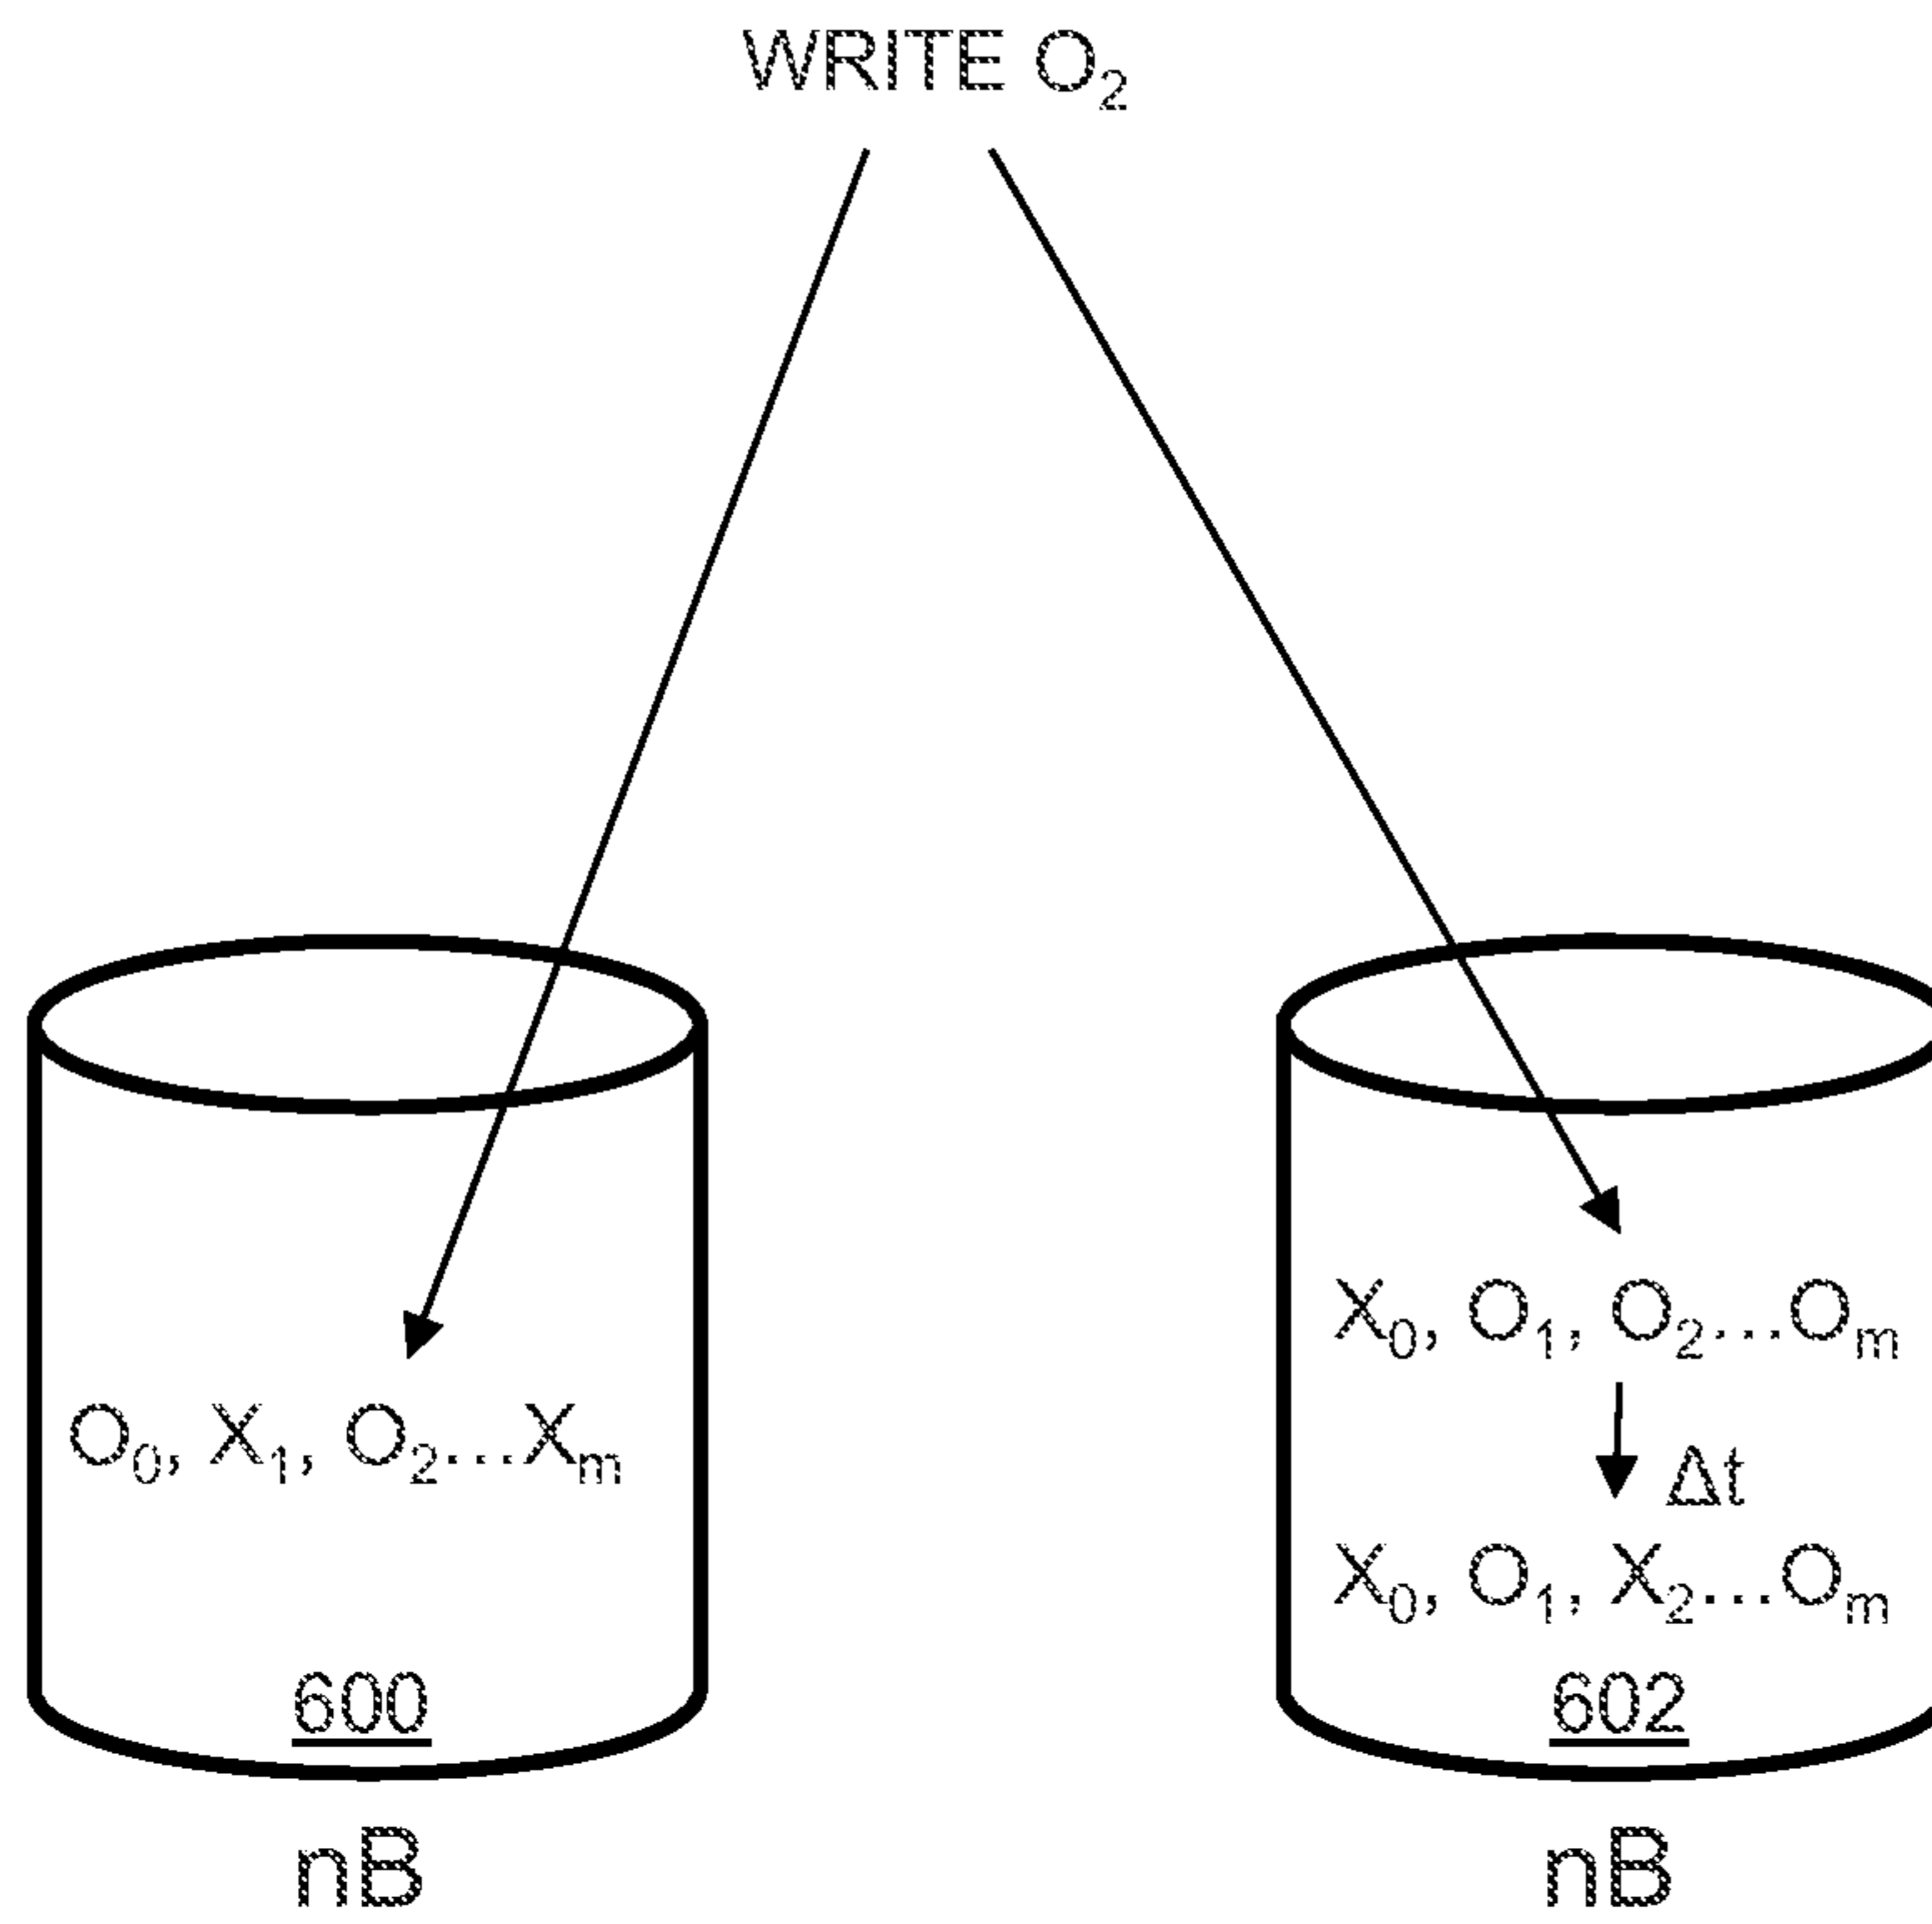 WRITE O₂
X₀, O₁, O₂...Oₘ
O₀, X₁, O₂...Xₘ
Δt
X₀, O₁, X₂...Oₘ
600
602
nB
nB